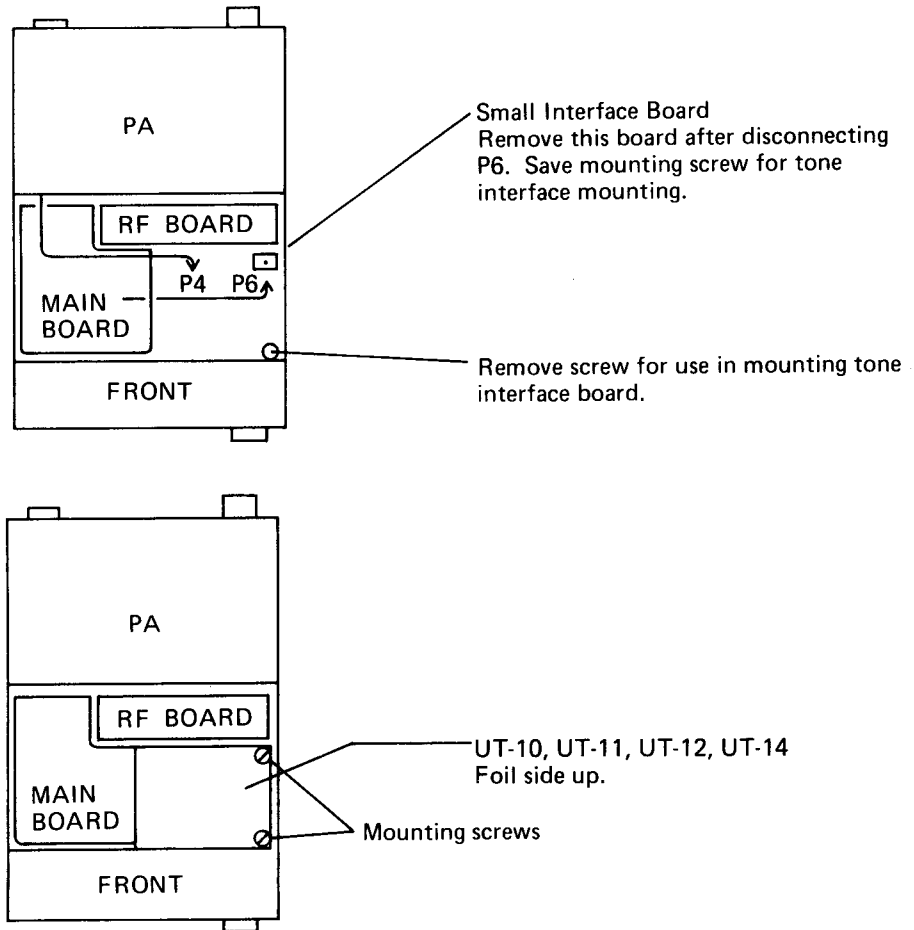 PA
Small Interface Board
Remove this board after disconnecting
P6. Save mounting screw for tone
interface mounting.
RF BOARD
P4 P6
MAIN
BOARD
Remove screw for use in mounting tone
interface board.
FRONT
PA
RF BOARD
UT-10, UT-11, UT-12, UT-14
Foil side up.
MAIN
BOARD
Mounting screws
FRONT